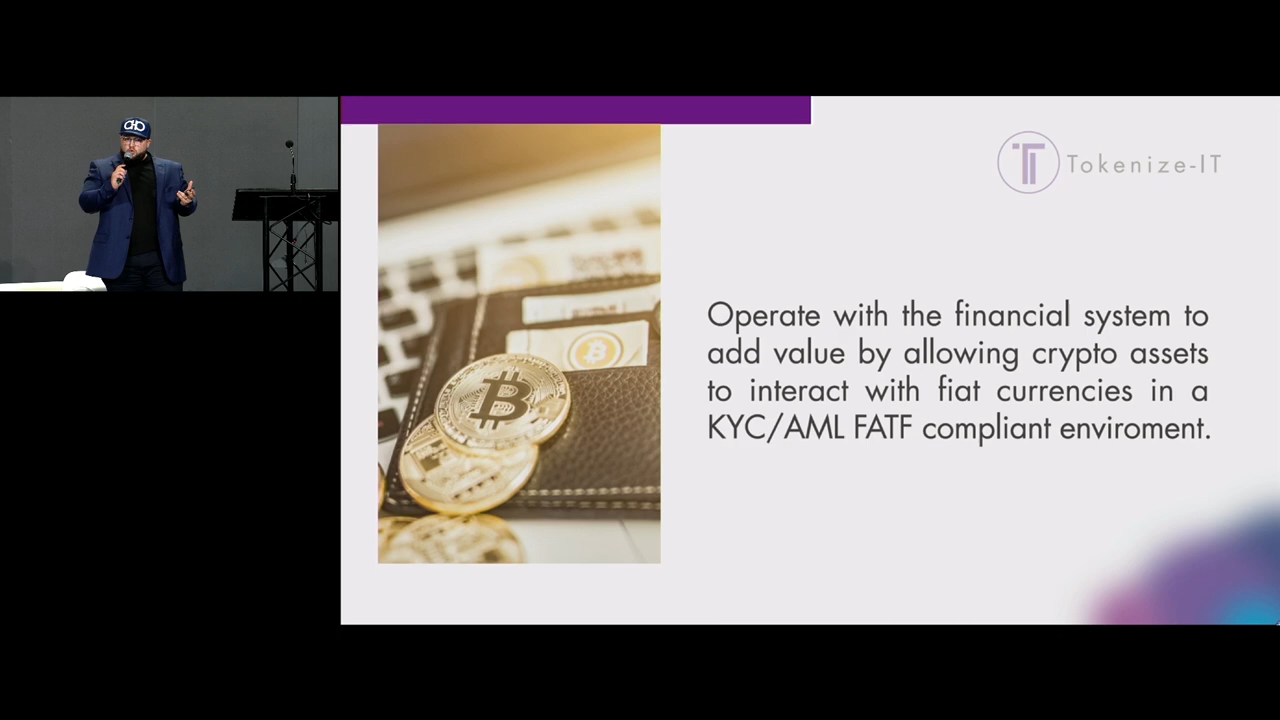 Tokenize-IT
Operate with the financial system to
add value by allowing crypto assets
to interact with fiat currencies in a
KYC/AML FATF compliant enviroment.